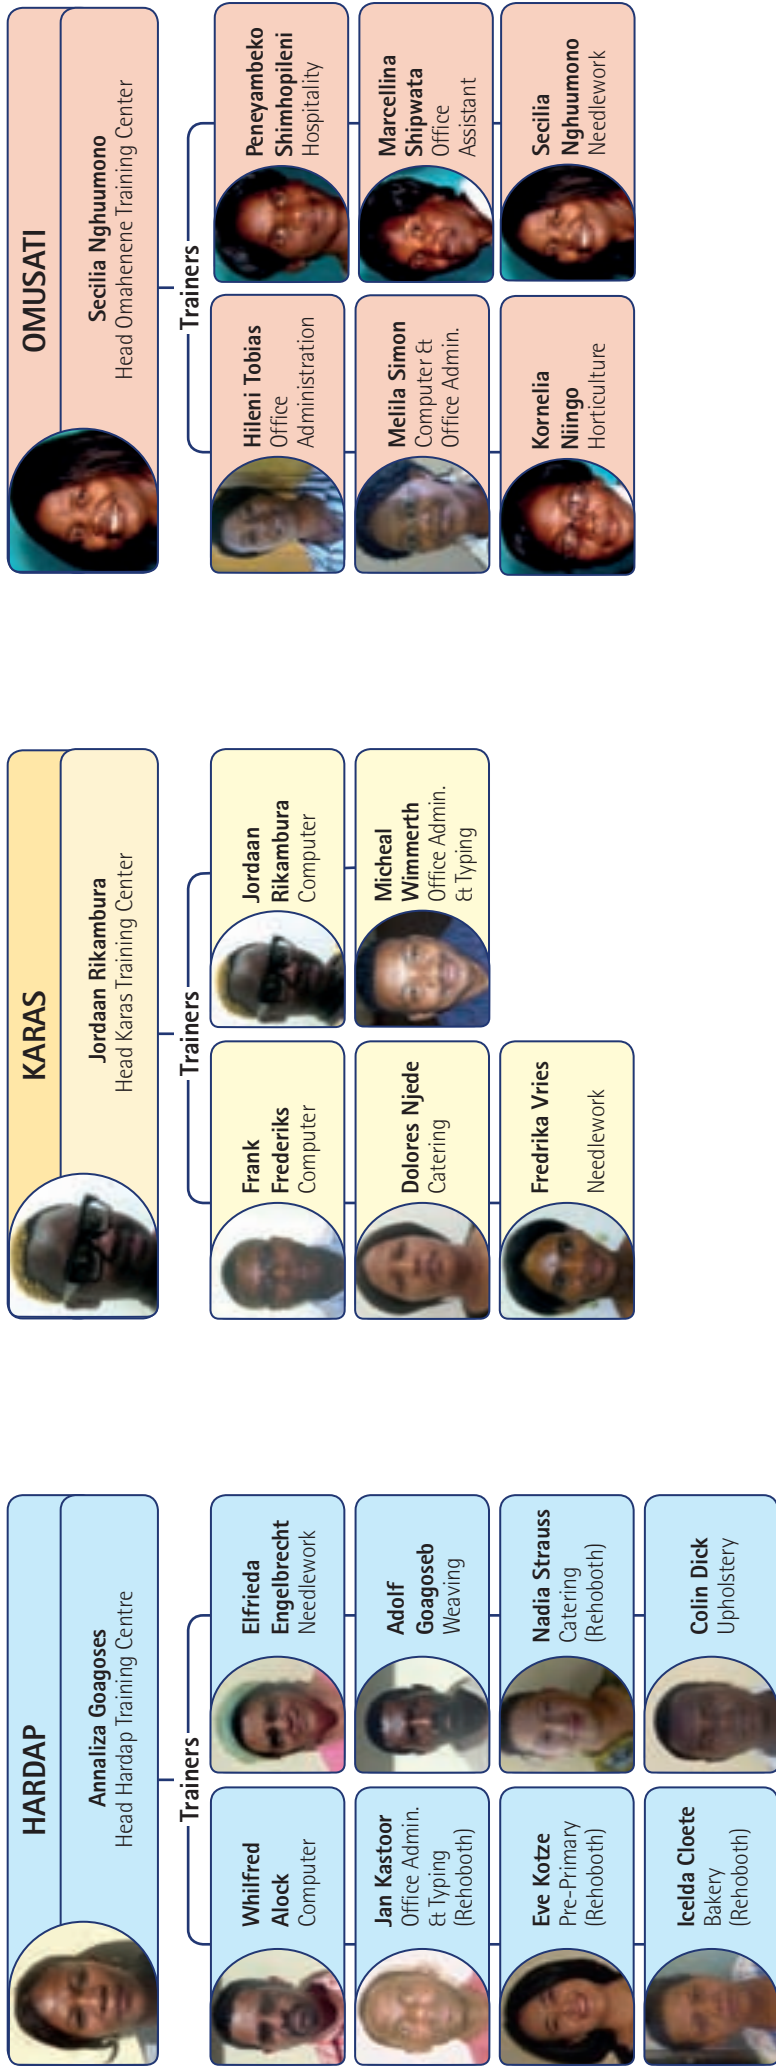 HARDAP
Annaliza Goagoses
Head Hardap Training Centre
Trainers
Whilfred
Alock
Computer
Elfrieda
Engelbrecht
Needlework
Jan Kastoor
Office Admin.
& Typing
(Rehoboth)
Adolf
Goagoseb
Weaving
Eve Kotze
Pre-Primary
(Rehoboth)
Nadia Strauss
Catering
(Rehoboth)
Icelda Cloete
Bakery
(Rehoboth)
Colin Dick
Upholstery
KARAS
Jordaan Rikambura
Head Karas Training Center
Trainers
Frank
Frederiks
Computer
Jordaan
Rikambura
Computer
Dolores Njede
Catering
Micheal
Wimmerth
Office Admin.
& Typing
Fredrika Vries
Needlework
OMUSATI
Secilia Nghuumono
Head Omahenene Training Center
Trainers
Hileni Tobias
Office
Administration
Peneyambeko
Shimhopileni
Hospitality
Melila Simon
Computer &
Office Admin.
Marcellina
Shipwata
Office
Assistant
Kornelia
Niingo
Horticulture
Secilia
Nghuumono
Needlework